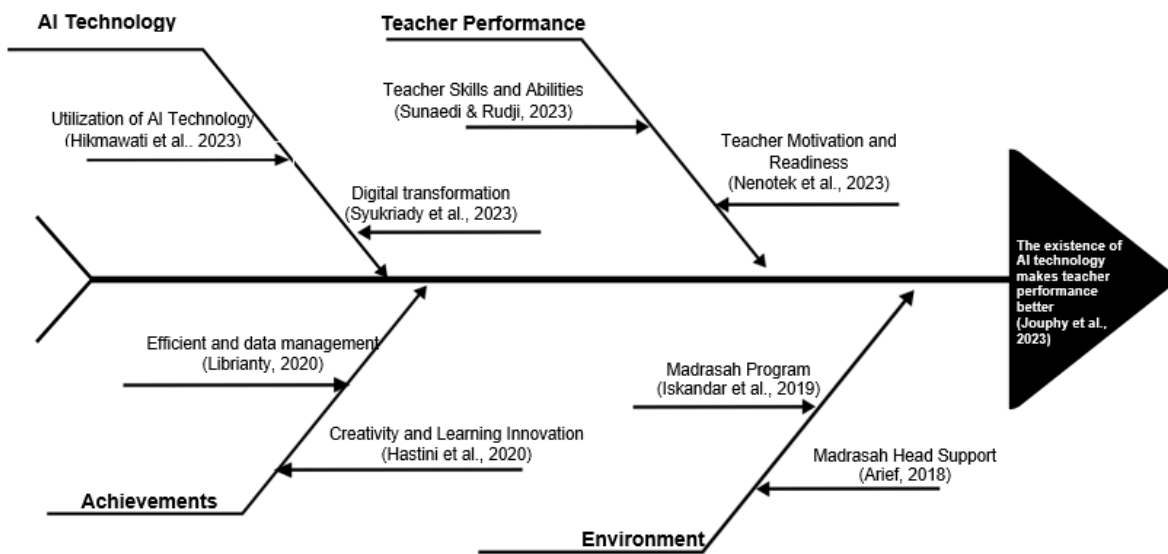 AI Technology
Teacher Performance
Teacher Skills and Abilities
(Sunaedi & Rudji, 2023)
Utilization of AI Technology
(Hikmawati et al., 2023)
Teacher Motivation and
Readiness
(Nenotek et al., 2023)
Digital transformation
(Syukriady et al., 2023)
The existence of
AI technology
makes teacher
performance
better
(Jouphy et al.,
2023)
Efficient and data management
(Librianty, 2020)
Madrasah Program
(Iskandar et al., 2019)
Creativity and Learning Innovation
(Hastini et al., 2020)
Madrasah Head Support
(Arief, 2018)
Achievements
Environment